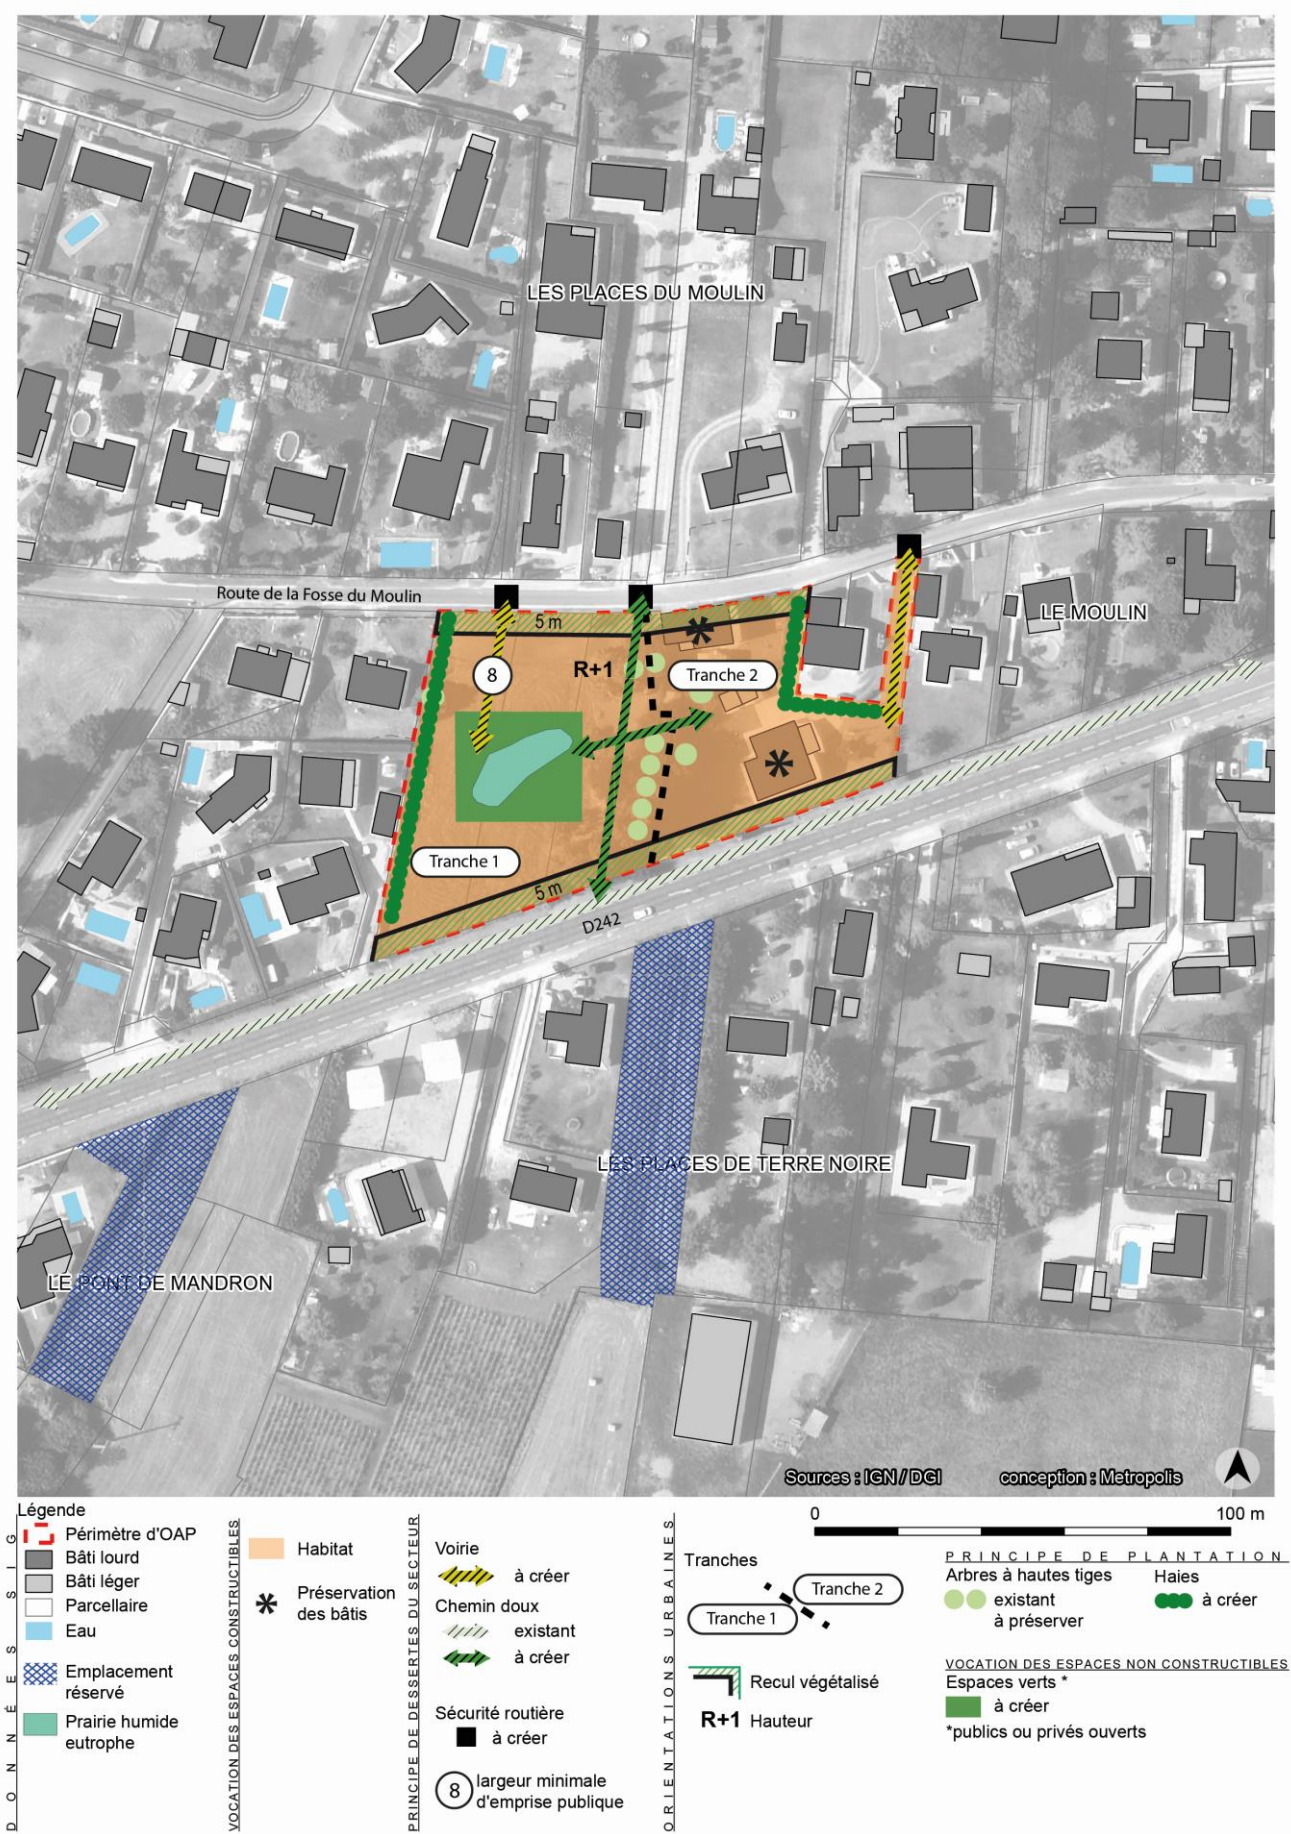 LES PLACES DU MOULIN
Route de la Fosse du Moulin
LE MOULIN
5 m
8
R+1
Tranche 2
Tranche 1
5 m
D242
LES PLACES DE TERRE NOIRE
LE PONT DE MANDRON
Sources : IGN / DGI
conception : Metropolis
Légende
DONNÉES SIG
Périmètre d'OAP
Bâti lourd
Bâti léger
Parcellaire
Eau
Emplacement
réservé
Prairie humide
eutrophe
VOCATION DES ESPACES CONSTRUCTIBLES
Habitat
Préservation
des bâtis
PRINCIPE DE DESSERTES DU SECTEUR
Voirie
à créer
Chemin doux
existant
à créer
Sécurité routière
à créer
8
largeur minimale
d'emprise publique
ORIENTATIONS URBAINES
0
100 m
Tranches
Tranche 2
Tranche 1
Recul végétalisé
R+1 Hauteur
PRINCIPE DE PLANTATION
Arbres à hautes tiges
existant
à préserver
Haies
à créer
VOCATION DES ESPACES NON CONSTRUCTIBLES
Espaces verts *
à créer
*publics ou privés ouverts